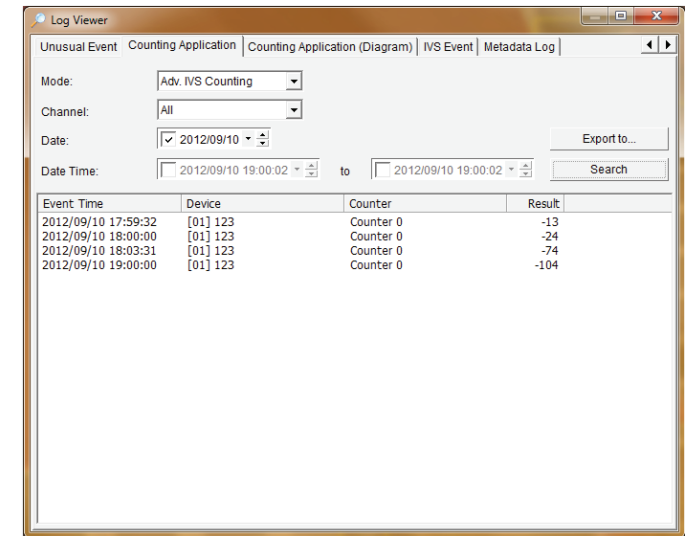 Log Viewer
Unusual Event Counting Application Counting Application (Diagram) IVS Event Metadata Log
Mode: Adv. IVS Counting
Channel: All
Date: 2012/09/10 Export to...
Date Time: 2012/09/10 19:00:02 to 2012/09/10 19:00:02 Search
Event Time Device Counter Result
2012/09/10 17:59:32 [01] 123 Counter 0 -13
2012/09/10 18:00:00 [01] 123 Counter 0 -24
2012/09/10 18:03:31 [01] 123 Counter 0 -74
2012/09/10 19:00:00 [01] 123 Counter 0 -104